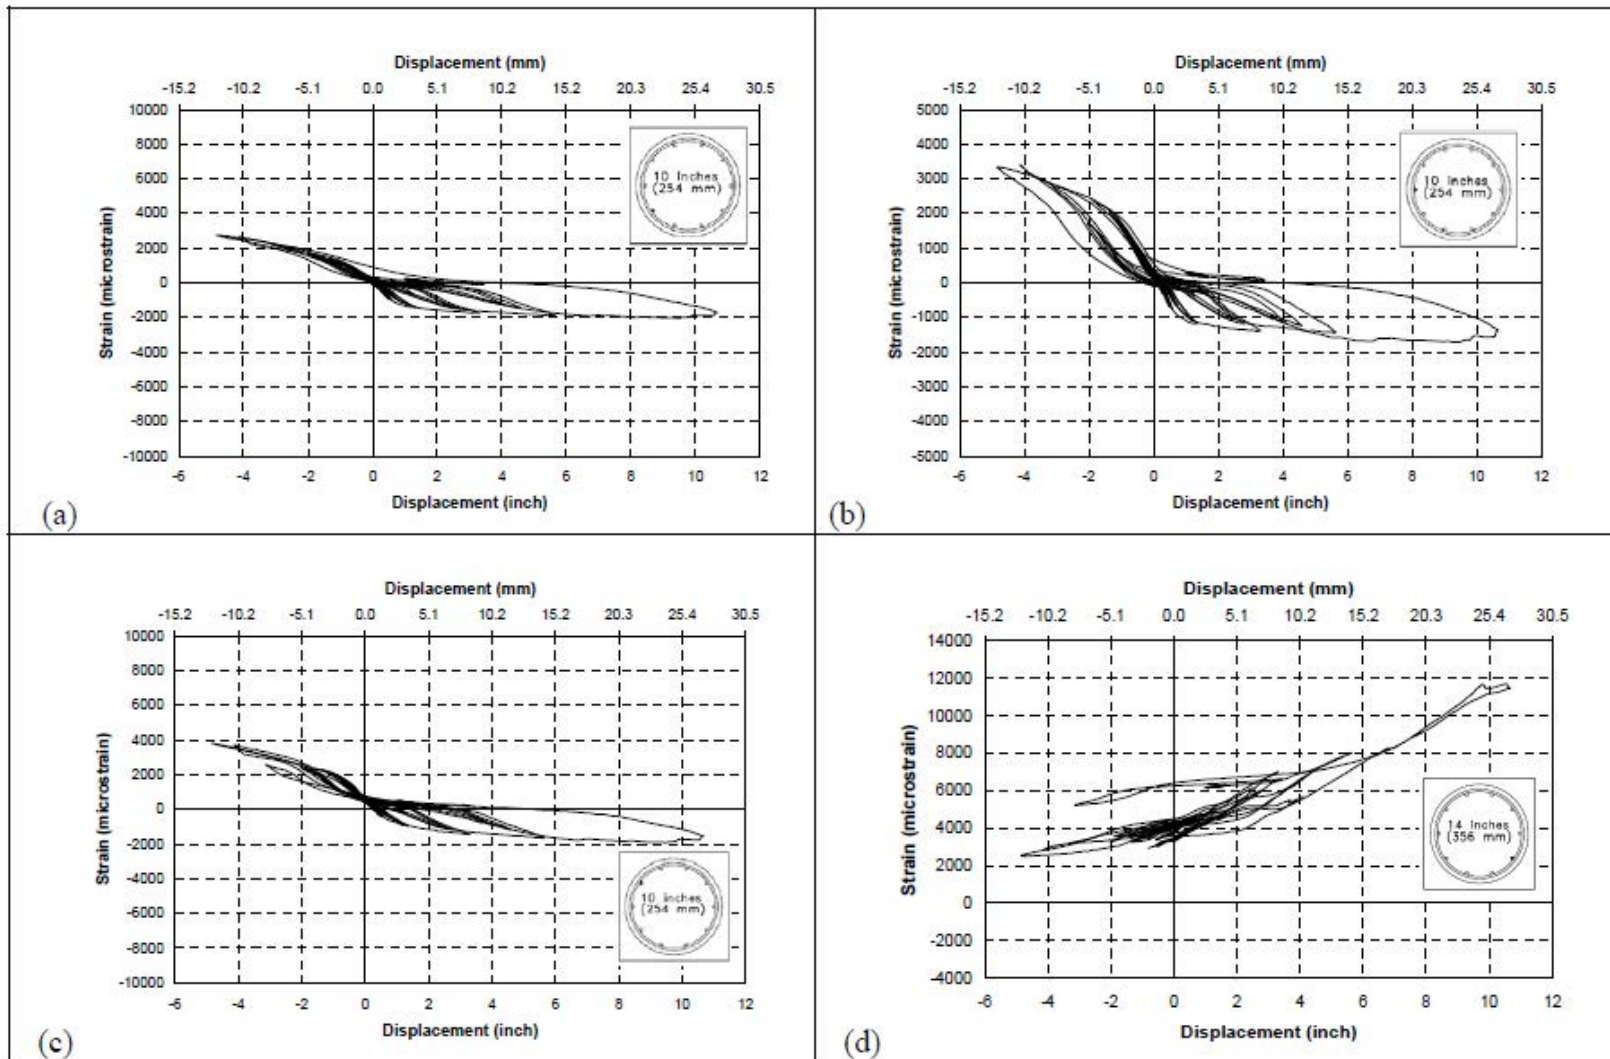 Displacement (mm)
-15.2 -10.2 -5.1 0.0 5.1 10.2 15.2 20.3 25.4 30.5
10000
8000
6000
4000
2000
0
-2000
-4000
-6000
-8000
-10000
Strain (microstrain)
10 Inches
(254 mm)
-6 -4 -2 0 2 4 6 8 10 12
Displacement (inch)
(a)
Displacement (mm)
-15.2 -10.2 -5.1 0.0 5.1 10.2 15.2 20.3 25.4 30.5
5000
4000
3000
2000
1000
0
-1000
-2000
-3000
-4000
-5000
Strain (microstrain)
10 Inches
(254 mm)
-6 -4 -2 0 2 4 6 8 10 12
Displacement (inch)
(b)
Displacement (mm)
-15.2 -10.2 -5.1 0.0 5.1 10.2 15.2 20.3 25.4 30.5
10000
8000
6000
4000
2000
0
-2000
-4000
-6000
-8000
-10000
Strain (microstrain)
10 Inches
(254 mm)
-6 -4 -2 0 2 4 6 8 10 12
Displacement (inch)
(c)
Displacement (mm)
-15.2 -10.2 -5.1 0.0 5.1 10.2 15.2 20.3 25.4 30.5
14000
12000
10000
8000
6000
4000
2000
0
-2000
-4000
Strain (microstrain)
14 Inches
(356 mm)
-6 -4 -2 0 2 4 6 8 10 12
Displacement (inch)
(d)